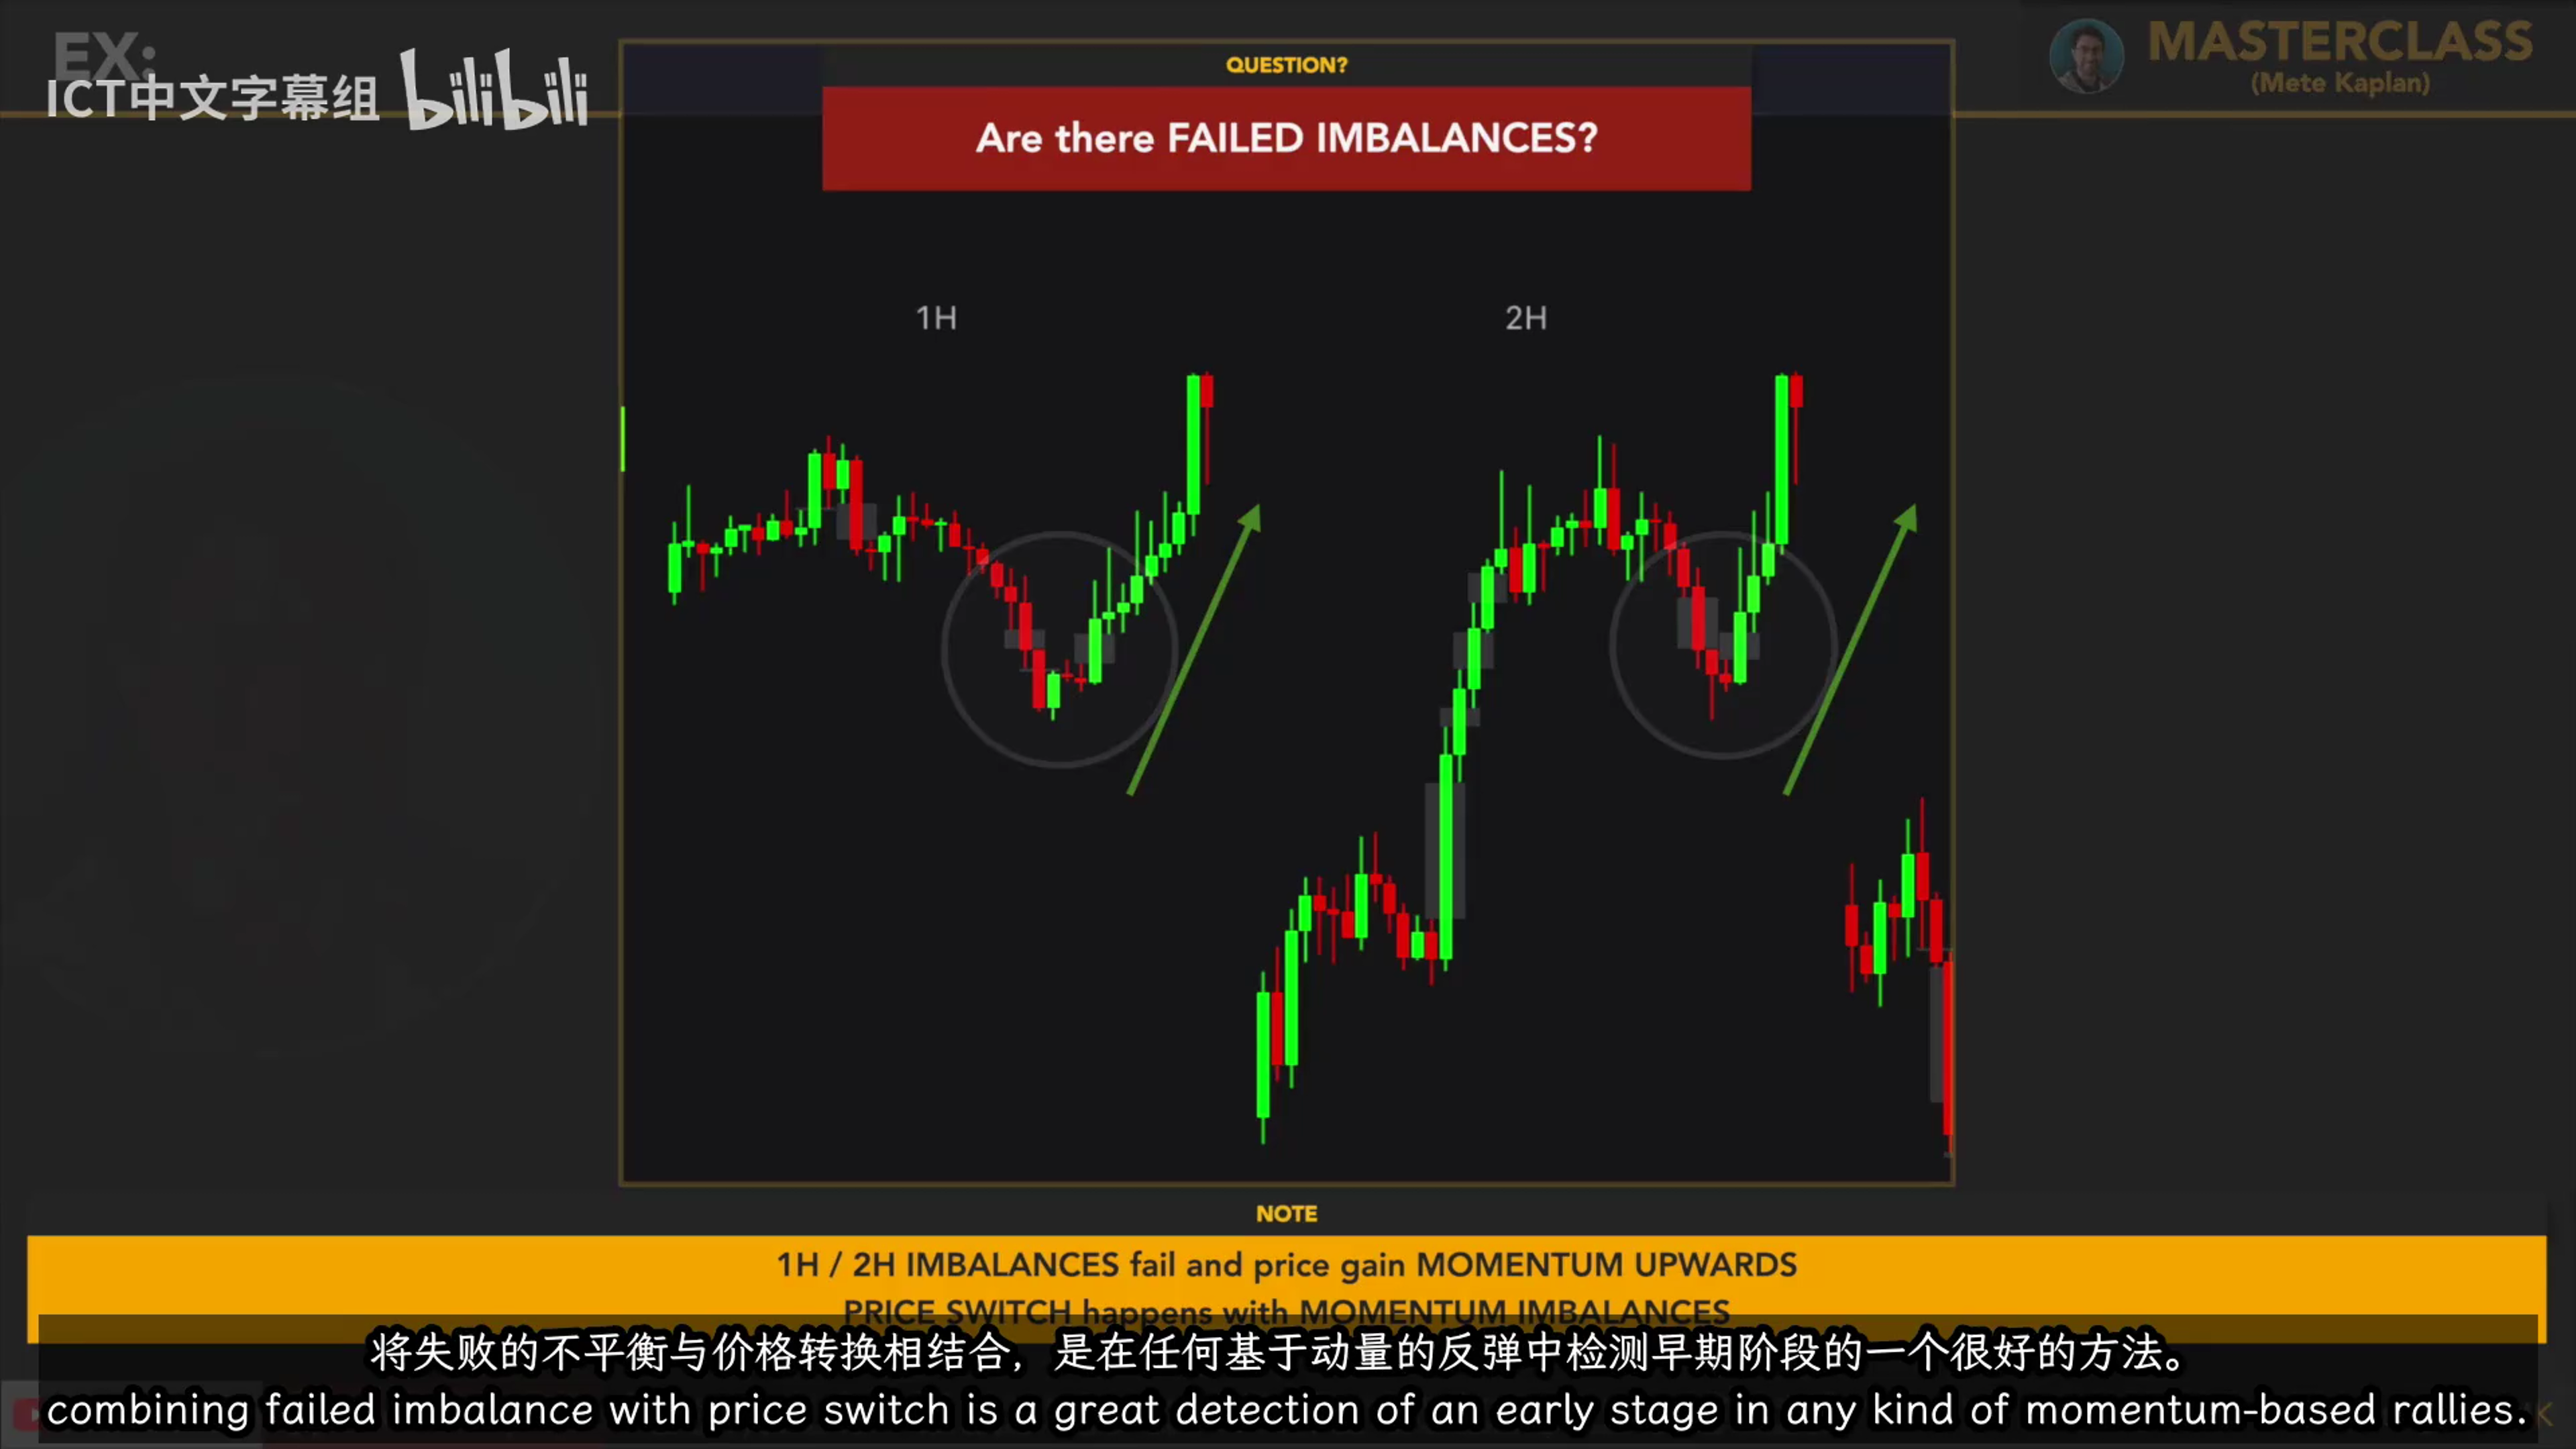 EX:
ICT中文字幕组 bilibili
MASTERCLASS
(Mete Kaplan)
QUESTION?
Are there FAILED IMBALANCES?
1H
2H
NOTE
1H / 2H IMBALANCES fail and price gain MOMENTUM UPWARDS
PRICE SWITCH happens with MOMENTUM IMBALANCES
将失败的不平衡与价格转换相结合，是在任何基于动量的反弹中检测早期阶段的一个很好的方法。
combining failed imbalance with price switch is a great detection of an early stage in any kind of momentum-based rallies.